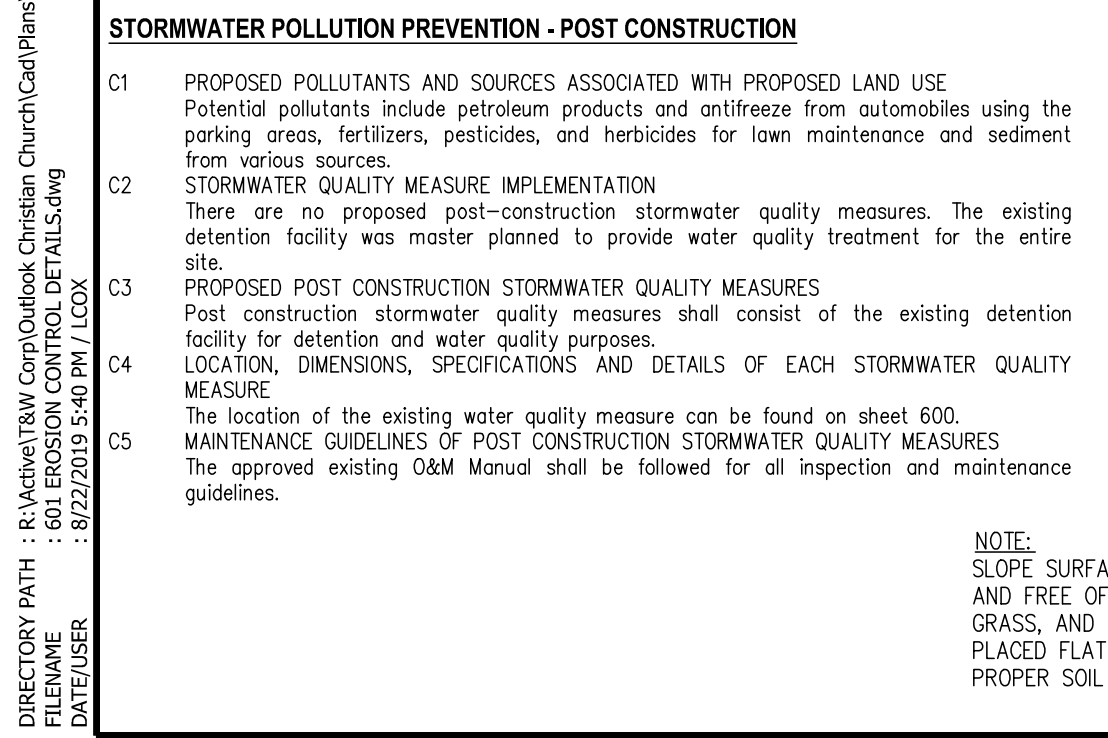 STORMWATER POLLUTION PREVENTION - POST CONSTRUCTION
C1 PROPOSED POLLUTANTS AND SOURCES ASSOCIATED WITH PROPOSED LAND USE
Potential pollutants include petroleum products and antifreeze from automobiles using the
parking areas, fertilizers, pesticides, and herbicides for lawn maintenance and sediment
from various sources.
C2 STORMWATER QUALITY MEASURE IMPLEMENTATION
There are no proposed post-construction stormwater quality measures. The existing
detention facility was master planned to provide water quality treatment for the entire
site.
C3 PROPOSED POST CONSTRUCTION STORMWATER QUALITY MEASURES
Post construction stormwater quality measures shall consist of the existing detention
facility for detention and water quality purposes.
C4 LOCATION, DIMENSIONS, SPECIFICATIONS AND DETAILS OF EACH STORMWATER QUALITY
MEASURE
The location of the existing water quality measure can be found on sheet 600.
C5 MAINTENANCE GUIDELINES OF POST CONSTRUCTION STORMWATER QUALITY MEASURES
The approved existing O&M Manual shall be followed for all inspection and maintenance
guidelines.
NOTE:
SLOPE SURFA
AND FREE OF
GRASS, AND
PLACED FLAT
PROPER SOIL
DIRECTORY PATH : R:\Active\T&W Corp\Outlook Christian Church\Cad\Plans\
FILENAME : 601 EROSION CONTROL DETAILS.dwg
DATE/USER : 8/22/2019 5:40 PM / LCOX